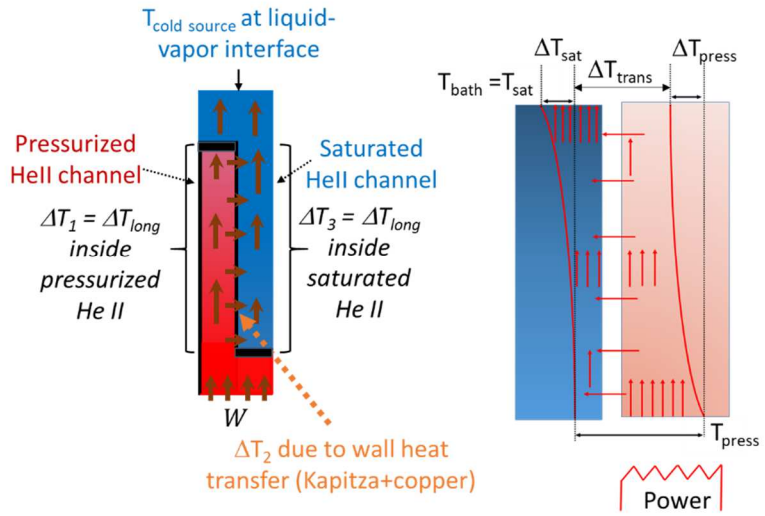 Tcold source at liquid-
vapor interface
Pressurized
HeII channel
Saturated
HeII channel
ΔT1 = ΔTlong
inside
pressurized
He II
ΔT3 = ΔTlong
inside
saturated
He II
W
ΔT2 due to wall heat
transfer (Kapitza+copper)
ΔTsat
ΔTpress
ΔTtrans
Tbath =Tsat
Tpress
Power